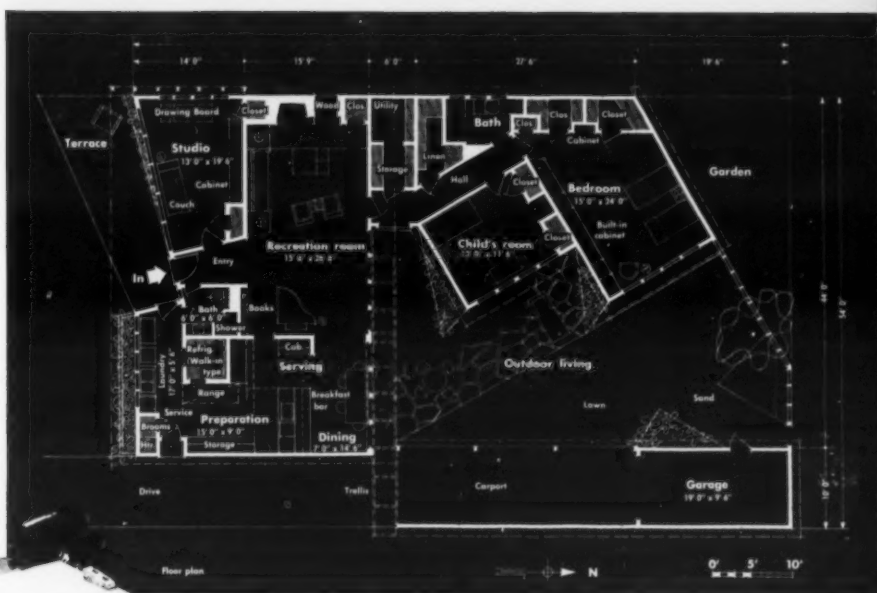 14' 0"
15' 9"
6' 0"
27' 6"
19' 6"
Terrace
Drawing Board
Studio
13' 0" x 19' 6"
Cabinet
Couch
Closet
Wood
Clos.
Utility
Storage
Linen
Bath
Clos.
Clos.
Closet
Cabinet
Hall
Closet
Bedroom
15' 0" x 24' 0"
Built-in
cabinet
Garden
Child's room
Closet
Recreation room
Entry
In
Bath
6' 0" x 6' 0"
Shower
Books
Refrig.
(Walk-in
type)
Cab.
Serving
Laundry
17' 0" x 5' 6"
Range
Service
Preparation
15' 0" x 9' 0"
Brooms
Htr.
Storage
Breakfast
bar
Dining
7' 0" x 14' 6"
Outdoor living
Lawn
Sand
44' 0"
54' 0"
10' 0"
Drive
Trellis
Carport
Garage
19' 0" x 9' 6"
Floor plan
N
0' 5' 10'